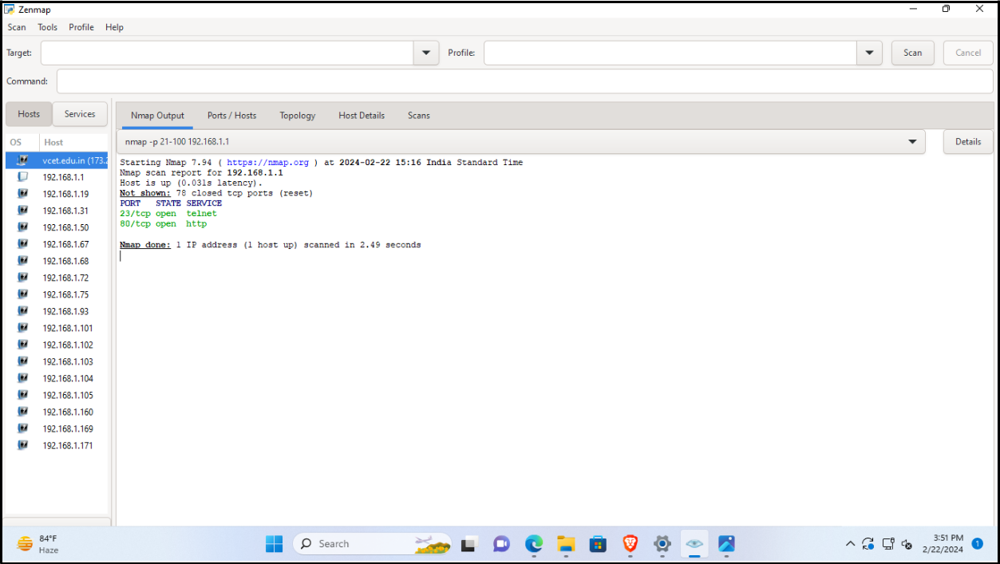 Zenmap
Scan Tools Profile Help
Target: Profile: Scan Cancel
Command:
Hosts Services
Nmap Output Ports / Hosts Topology Host Details Scans
OS Host
nmap -p 21-100 192.168.1.1 Details
vcet.edu.in (173.2
192.168.1.1
192.168.1.19
192.168.1.31
192.168.1.50
192.168.1.67
192.168.1.68
192.168.1.72
192.168.1.75
192.168.1.93
192.168.1.101
192.168.1.102
192.168.1.103
192.168.1.104
192.168.1.105
192.168.1.160
192.168.1.169
192.168.1.171
Starting Nmap 7.94 ( https://nmap.org ) at 2024-02-22 15:16 India Standard Time
Nmap scan report for 192.168.1.1
Host is up (0.031s latency).
Not shown: 78 closed tcp ports (reset)
PORT STATE SERVICE
23/tcp open telnet
80/tcp open http
Nmap done: 1 IP address (1 host up) scanned in 2.49 seconds
84°F
Haze
Search
3:51 PM
2/22/2024
1